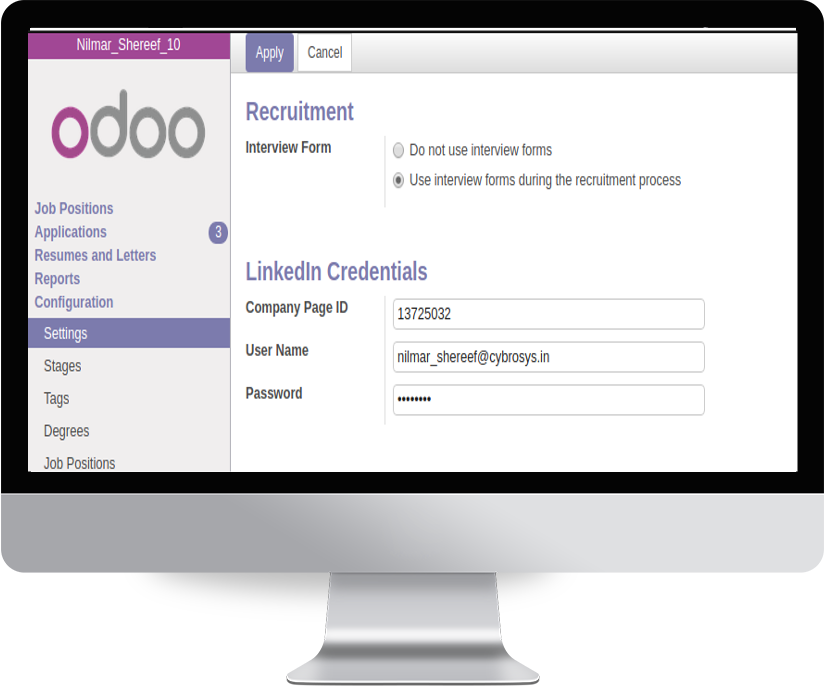 Nilmar_Shereef_10
Apply Cancel
odoo
Recruitment
Interview Form
Do not use interview forms
Use interview forms during the recruitment process
Job Positions
Applications 3
Resumes and Letters
Reports
Configuration
Settings
Stages
Tags
Degrees
Job Positions
LinkedIn Credentials
Company Page ID 13725032
User Name nilmar_shereef@cybrosys.in
Password ••••••••